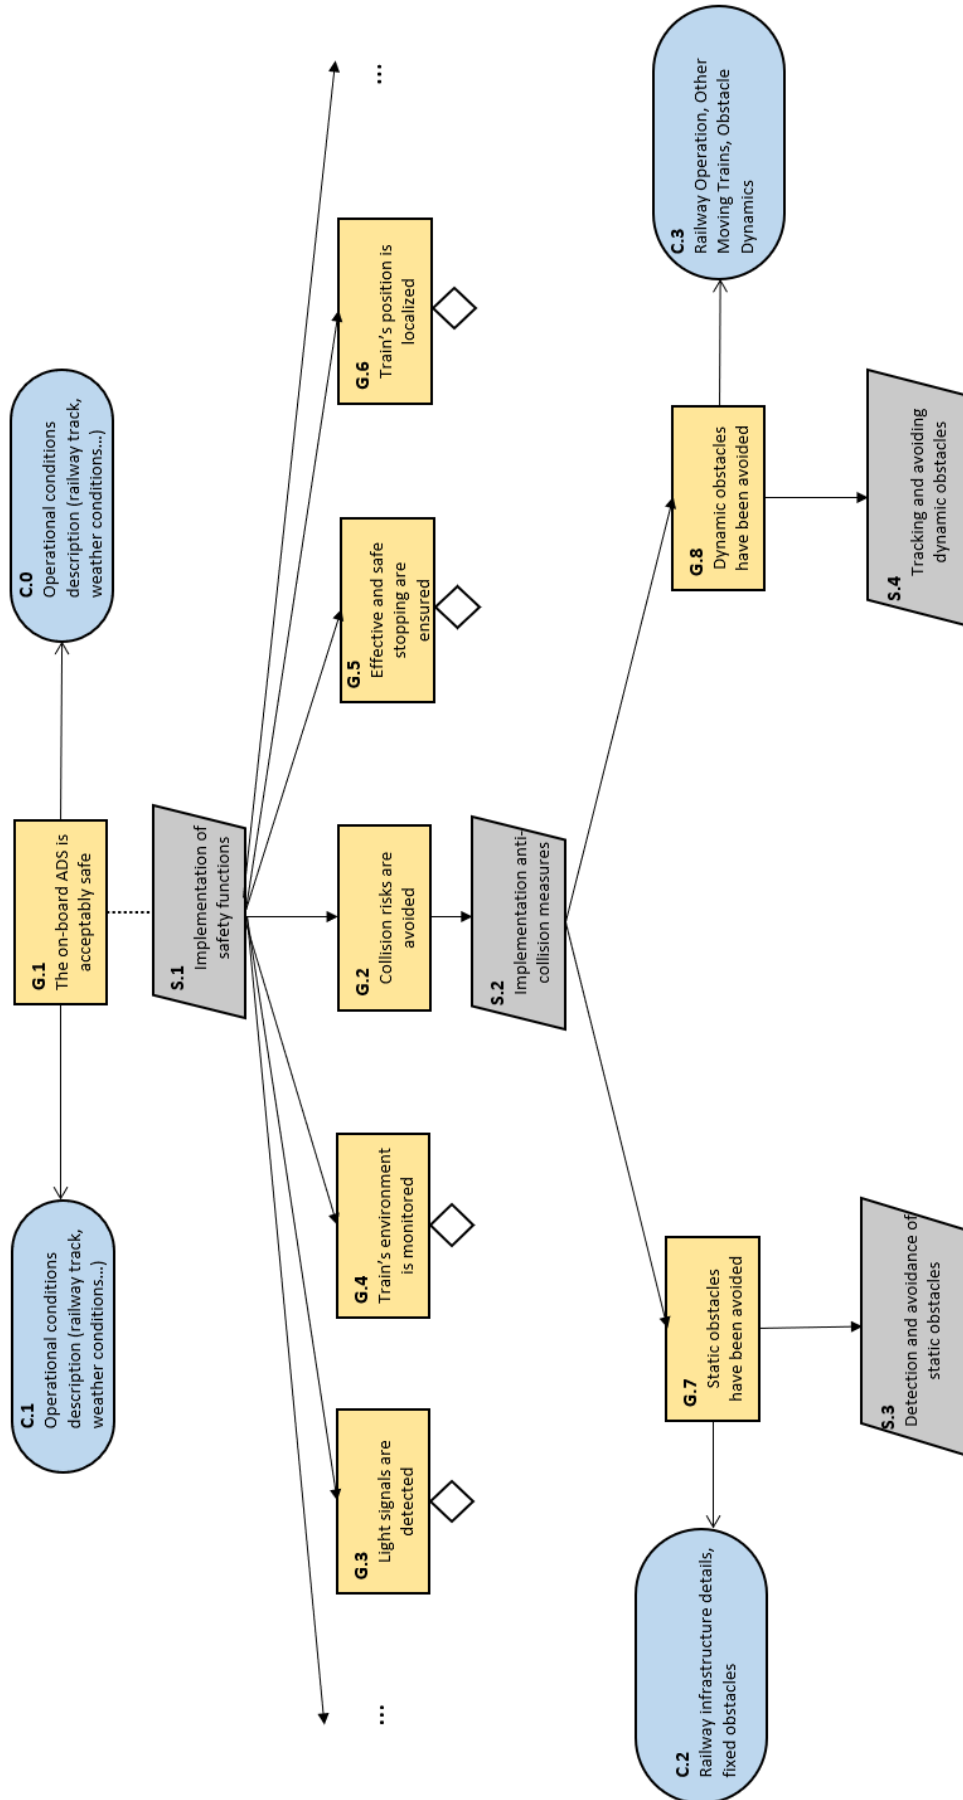 C.1
Operational conditions
description (railway track,
weather conditions...)
G.1
The on-board ADS is
acceptably safe
C.0
Operational conditions
description (railway track,
weather conditions...)
S.1
Implementation of
safety functions
...
G.3
Light signals are
detected
G.4
Train's environment
is monitored
G.2
Collision risks are
avoided
G.5
Effective and safe
stopping are
ensured
G.6
Train's position is
localized
...
S.2
Implementation anti-
collision measures
C.2
Railway infrastructure details,
fixed obstacles
G.7
Static obstacles
have been avoided
G.8
Dynamic obstacles
have been avoided
C.3
Railway Operation, Other
Moving Trains, Obstacle
Dynamics
S.3
Detection and avoidance of
static obstacles
S.4
Tracking and avoiding
dynamic obstacles